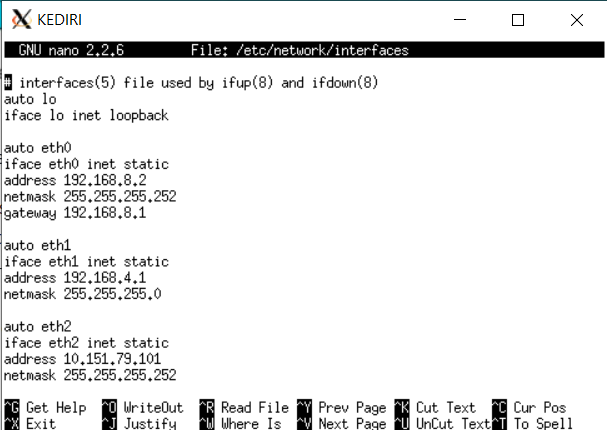 KEDIRI
GNU nano 2.2.6 File: /etc/network/interfaces
# interfaces(5) file used by ifup(8) and ifdown(8)
auto lo
iface lo inet loopback
auto eth0
iface eth0 inet static
address 192.168.8.2
netmask 255.255.255.252
gateway 192.168.8.1
auto eth1
iface eth1 inet static
address 192.168.4.1
netmask 255.255.255.0
auto eth2
iface eth2 inet static
address 10.151.79.101
netmask 255.255.255.252
^G Get Help ^O WriteOut ^R Read File ^Y Prev Page ^K Cut Text ^C Cur Pos
^X Exit ^J Justify ^W Where Is ^V Next Page ^U UnCut Text ^T To Spell